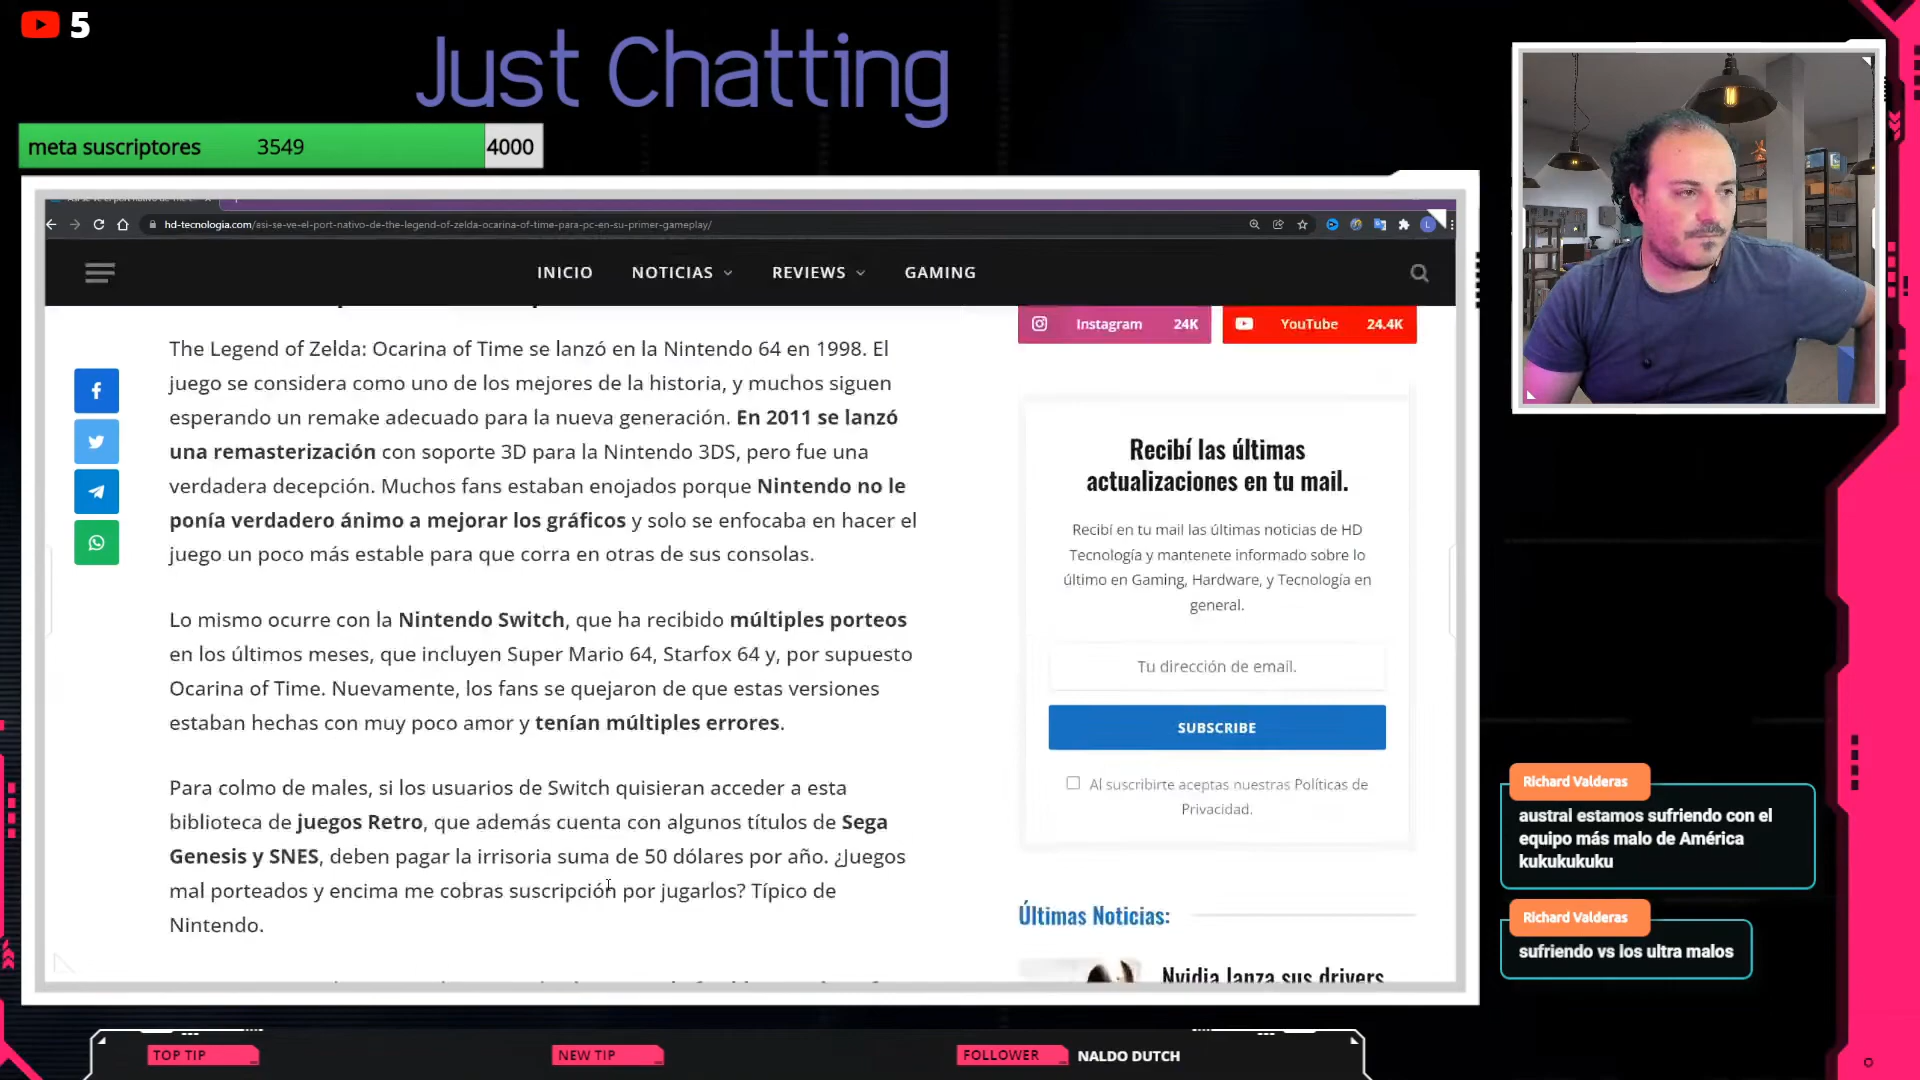 5
Just Chatting
meta suscriptores 3549 4000
hd-tecnologia.com/asi-se-ve-el-port-nativo-de-the-legend-of-zelda-ocarina-of-time-para-pc-en-su-primer-gameplay/
INICIO NOTICIAS REVIEWS GAMING
Instagram 24K YouTube 24.4K
The Legend of Zelda: Ocarina of Time se lanzó en la Nintendo 64 en 1998. El
juego se considera como uno de los mejores de la historia, y muchos siguen
esperando un remake adecuado para la nueva generación. En 2011 se lanzó
una remasterización con soporte 3D para la Nintendo 3DS, pero fue una
verdadera decepción. Muchos fans estaban enojados porque Nintendo no le
ponía verdadero ánimo a mejorar los gráficos y solo se enfocaba en hacer el
juego un poco más estable para que corra en otras de sus consolas.
Lo mismo ocurre con la Nintendo Switch, que ha recibido múltiples porteos
en los últimos meses, que incluyen Super Mario 64, Starfox 64 y, por supuesto
Ocarina of Time. Nuevamente, los fans se quejaron de que estas versiones
estaban hechas con muy poco amor y tenían múltiples errores.
Para colmo de males, si los usuarios de Switch quisieran acceder a esta
biblioteca de juegos Retro, que además cuenta con algunos títulos de Sega
Genesis y SNES, deben pagar la irrisoria suma de 50 dólares por año. ¿Juegos
mal porteados y encima me cobras suscripción por jugarlos? Típico de
Nintendo.
Recibí las últimas
actualizaciones en tu mail.
Recibí en tu mail las últimas noticias de HD
Tecnología y mantenete informado sobre lo
último en Gaming, Hardware, y Tecnología en
general.
Tu dirección de email.
SUBSCRIBE
Al suscribirte aceptas nuestras Políticas de
Privacidad.
Últimas Noticias:
Nvidia lanza sus drivers
Richard Valderas
austral estamos sufriendo con el
equipo más malo de América
kukukukuku
Richard Valderas
sufriendo vs los ultra malos
TOP TIP
NEW TIP
FOLLOWER NALDO DUTCH